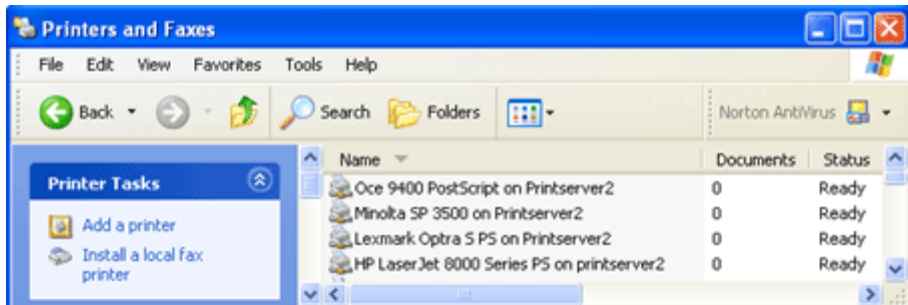 Printers and Faxes
File Edit View Favorites Tools Help
Back Search Folders Norton AntiVirus
Name Documents Status
Printer Tasks
Oce 9400 PostScript on Printserver2 0 Ready
Minolta SP 3500 on Printserver2 0 Ready
Add a printer
Lexmark Optra S PS on Printserver2 0 Ready
Install a local fax
printer
HP LaserJet 8000 Series PS on printserver2 0 Ready